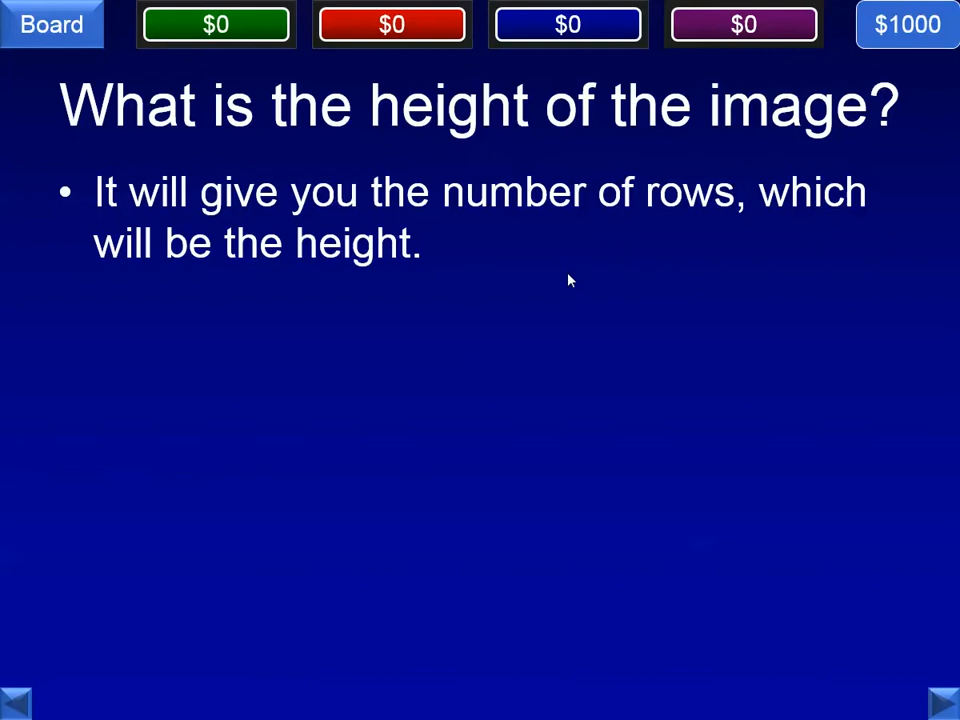 Board $0 $0 $0 $0 $1000
What is the height of the image?
• It will give you the number of rows, which
will be the height.